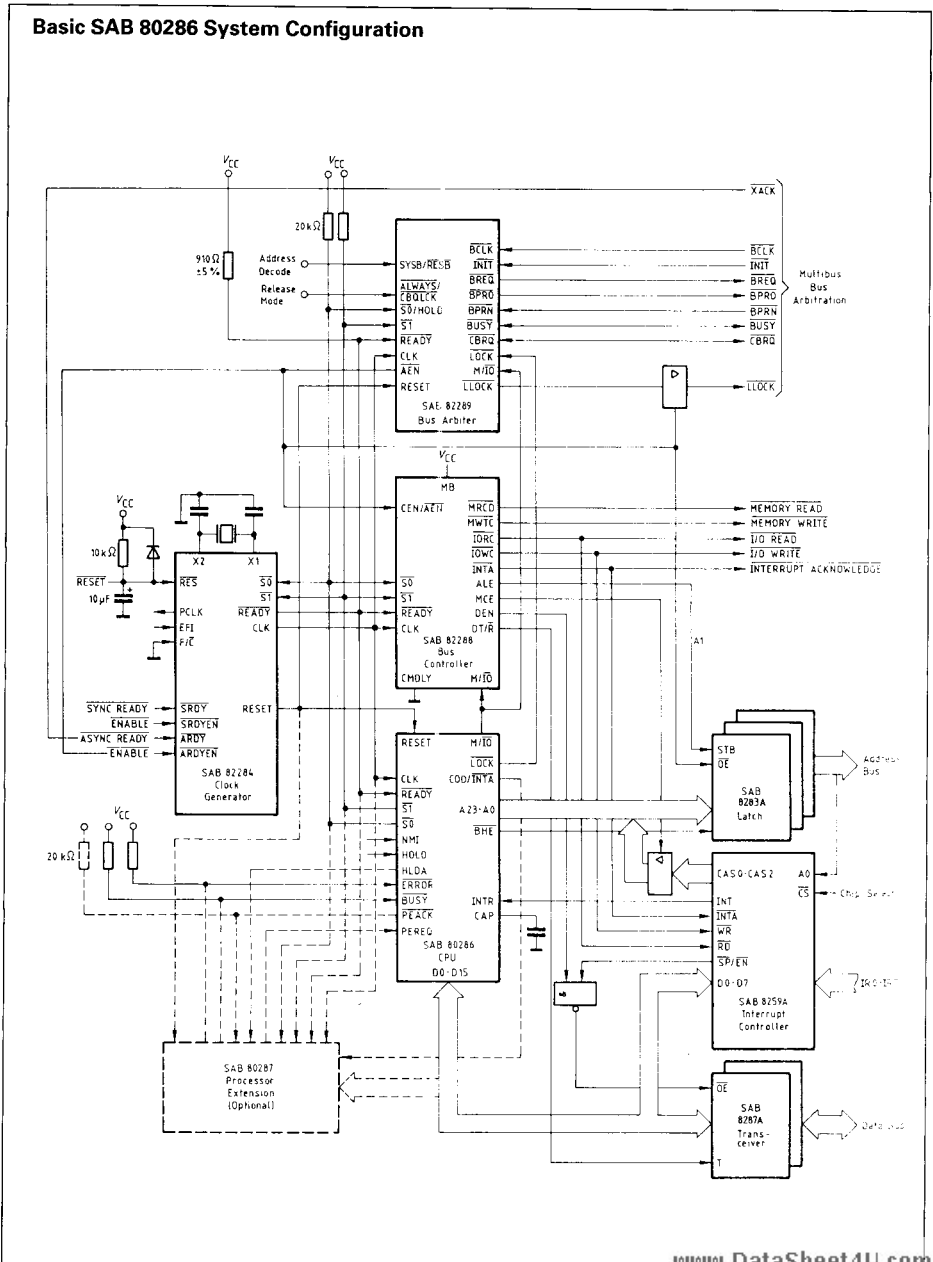 Basic SAB 80286 System Configuration
VCC
VCC
XACK
20 kΩ
910 Ω
±5 %
Address
Decode
Release
Mode
SYSB/RESB
ALWAYS/
CBQLCK
S0/HOLD
S1
READY
CLK
AEN
RESET
BCLK
INIT
BREQ
BPRO
BPRN
BUSY
CBRQ
LOCK
M/IO
LLOCK
SAB 82289
Bus Arbiter
BCLK
INIT
BREQ
BPRO
BPRN
BUSY
CBRQ
LLOCK
Multibus
Bus
Arbitration
VCC
MB
CEN/AEN
MRCD
MWTC
IORC
IOWC
INTA
ALE
MCE
DEN
DT/R
S0
S1
READY
CLK
SAB 82288
Bus
Controller
CMDLY
M/IO
MEMORY READ
MEMORY WRITE
I/O READ
I/O WRITE
INTERRUPT ACKNOWLEDGE
A1
VCC
10 kΩ
RESET
10 µF
X2
X1
RES
PCLK
EFI
F/C
S0
S1
READY
CLK
RESET
SYNC READY
ENABLE
ASYNC READY
ENABLE
SRDY
SRDYEN
ARDY
ARDYEN
SAB 82284
Clock
Generator
RESET
M/IO
LOCK
COD/INTA
CLK
READY
S1
S0
NMI
HOLD
HLDA
ERROR
BUSY
PEACK
PEREQ
A23-A0
BHE
INTR
CAP
SAB 80286
CPU
D0-D15
VCC
20 kΩ
STB
OE
SAB
8283A
Latch
Address
Bus
CAS0-CAS2
A0
CS
Chip Select
INT
INTA
WR
RD
SP/EN
D0-D7
SAB 8259A
Interrupt
Controller
&
SAB 80287
Processor
Extension
(Optional)
OE
SAB
8287A
Trans-
ceiver
T
Data Bus
www.DataSheet4U.com